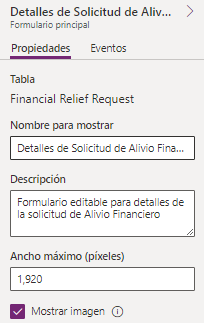 Detalles de Solicitud de Alivo...
Formulario principal
Propiedades
Eventos
Tabla
Financial Relief Request
Nombre para mostrar
Detalles de Solicitud de Alivio Fina...
Descripción
Formulario editable para detalles de
la solicitud de Alivio Financiero
Ancho máximo (píxeles)
1,920
Mostrar imagen